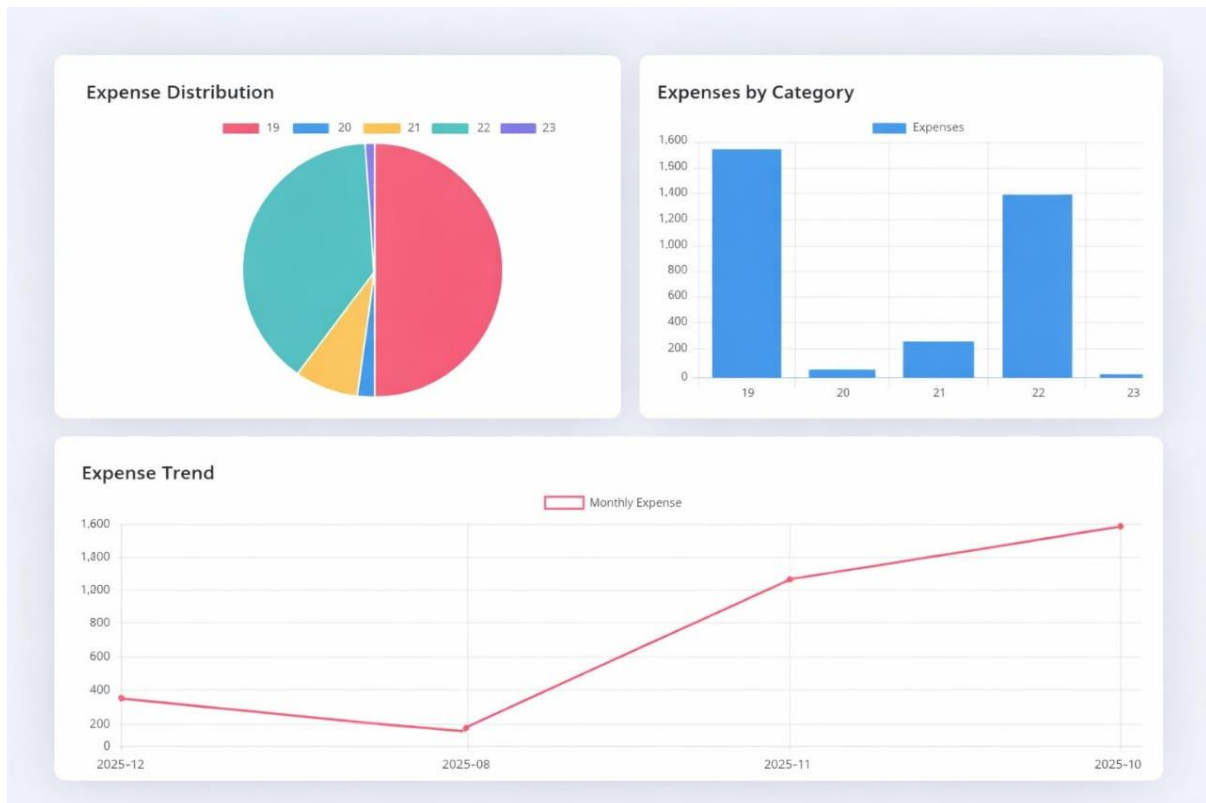 Expense Distribution
19 20 21 22 23
Expenses by Category
Expenses
1,600
1,500
1,400
1,200
1,000
800
600
400
200
0
19 20 21 22 23
Expense Trend
Monthly Expense
1,600
1,200
800
600
400
200
0
2025-12 2025-08 2025-11 2025-10